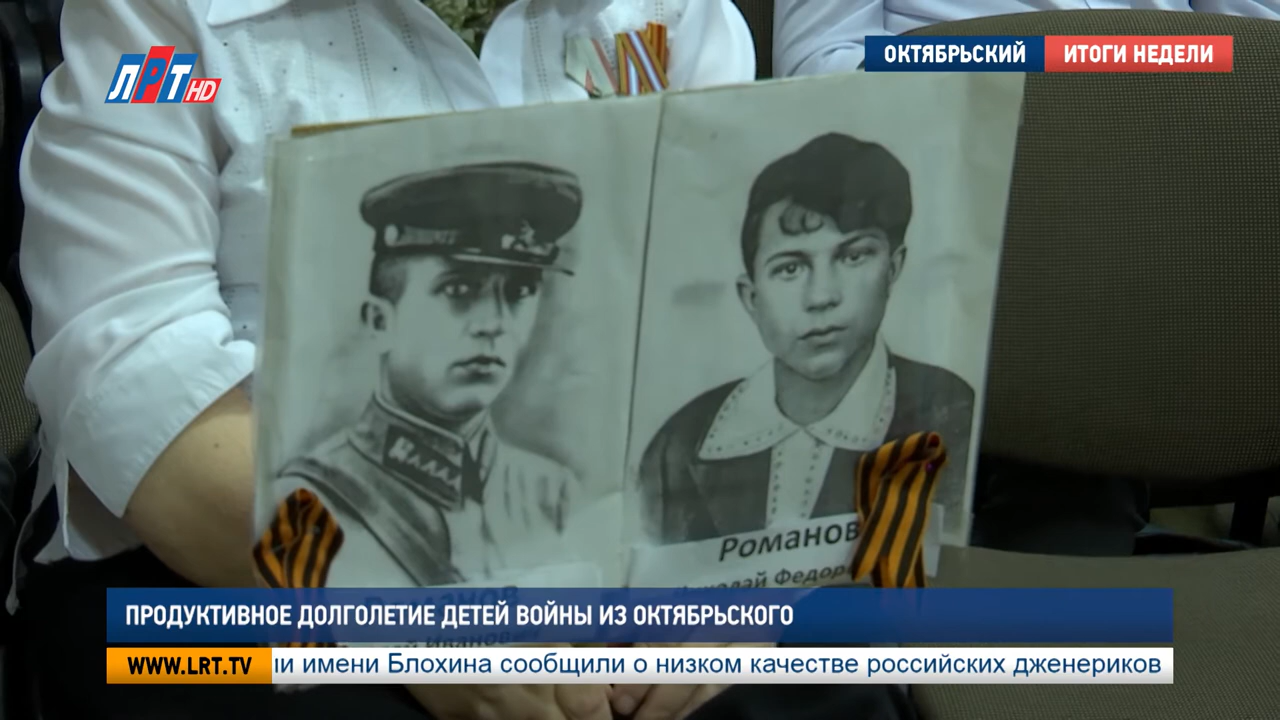 ЛРТ HD
ОКТЯБРЬСКИЙ ИТОГИ НЕДЕЛИ
Романов
ПРОДУКТИВНОЕ ДОЛГОЛЕТИЕ ДЕТЕЙ ВОЙНЫ ИЗ ОКТЯБРЬСКОГО
WWW.LRT.TV имени Блохина сообщили о низком качестве российских дженериков